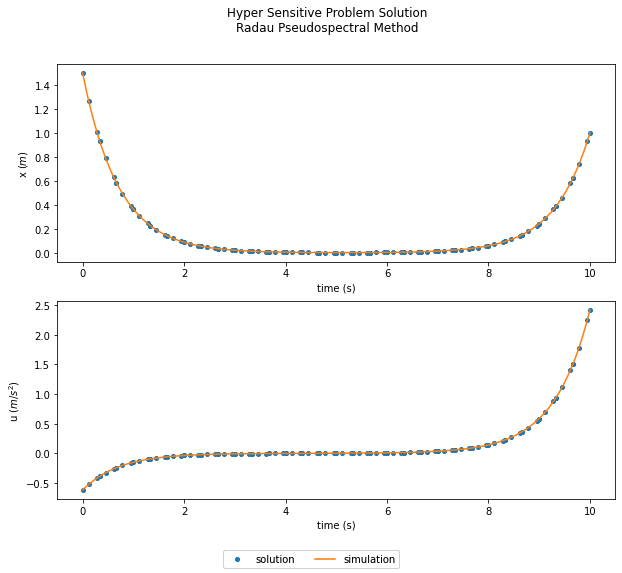 Hyper Sensitive Problem Solution
Radau Pseudospectral Method
1.4
1.2
1.0
0.8
0.6
0.4
0.2
0.0
x (m)
0 2 4 6 8 10
time (s)
2.5
2.0
1.5
1.0
0.5
0.0
−0.5
u (m/s²)
0 2 4 6 8 10
time (s)
solution simulation